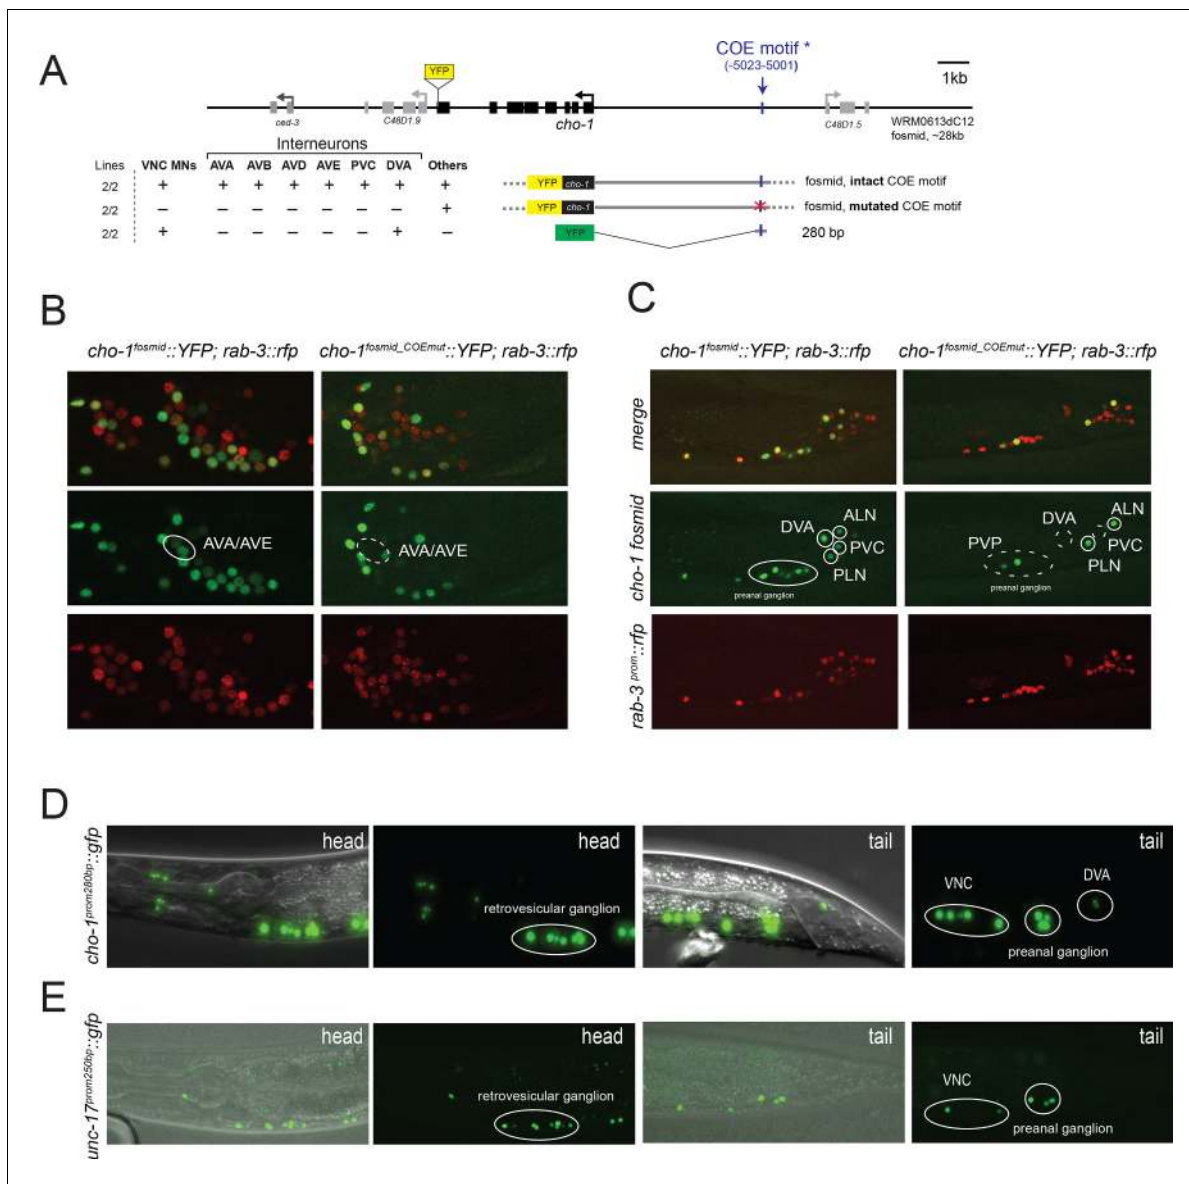 A
COE motif *
(-5023-5001)
1kb
YFP
ced-3
C48D1.9
cho-1
C48D1.5
WRM0613dC12
fosmid, ~28kb
Interneurons
Lines VNC MNs AVA AVB AVD AVE PVC DVA Others
2/2 + + + + + + + +
YFP cho-1 fosmid, intact COE motif
2/2 – – – – – – – +
YFP cho-1 fosmid, mutated COE motif
2/2 + – – – – – + –
YFP 280 bp
B
cho-1fosmid::YFP; rab-3::rfp
cho-1fosmid_COEmut::YFP; rab-3::rfp
AVA/AVE
AVA/AVE
C
cho-1fosmid::YFP; rab-3::rfp
cho-1fosmid_COEmut::YFP; rab-3::rfp
merge
cho-1 fosmid
DVA
ALN
PVC
PLN
preanal ganglion
DVA
ALN
PVP
PVC
PLN
preanal ganglion
rab-3prom::rfp
D
cho-1prom280bp::gfp
head
head
retrovesicular ganglion
tail
tail
VNC
DVA
preanal ganglion
E
unc-17prom250bp::gfp
head
head
retrovesicular ganglion
tail
tail
VNC
preanal ganglion